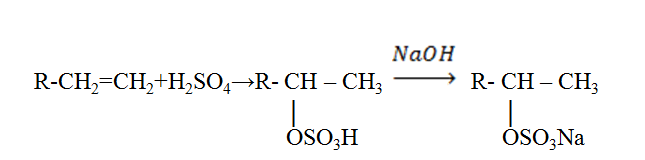 NaOH
R-CH₂=CH₂+H₂SO₄→R- CH – CH₃ ⟶ R- CH – CH₃
| |
OSO₃H OSO₃Na